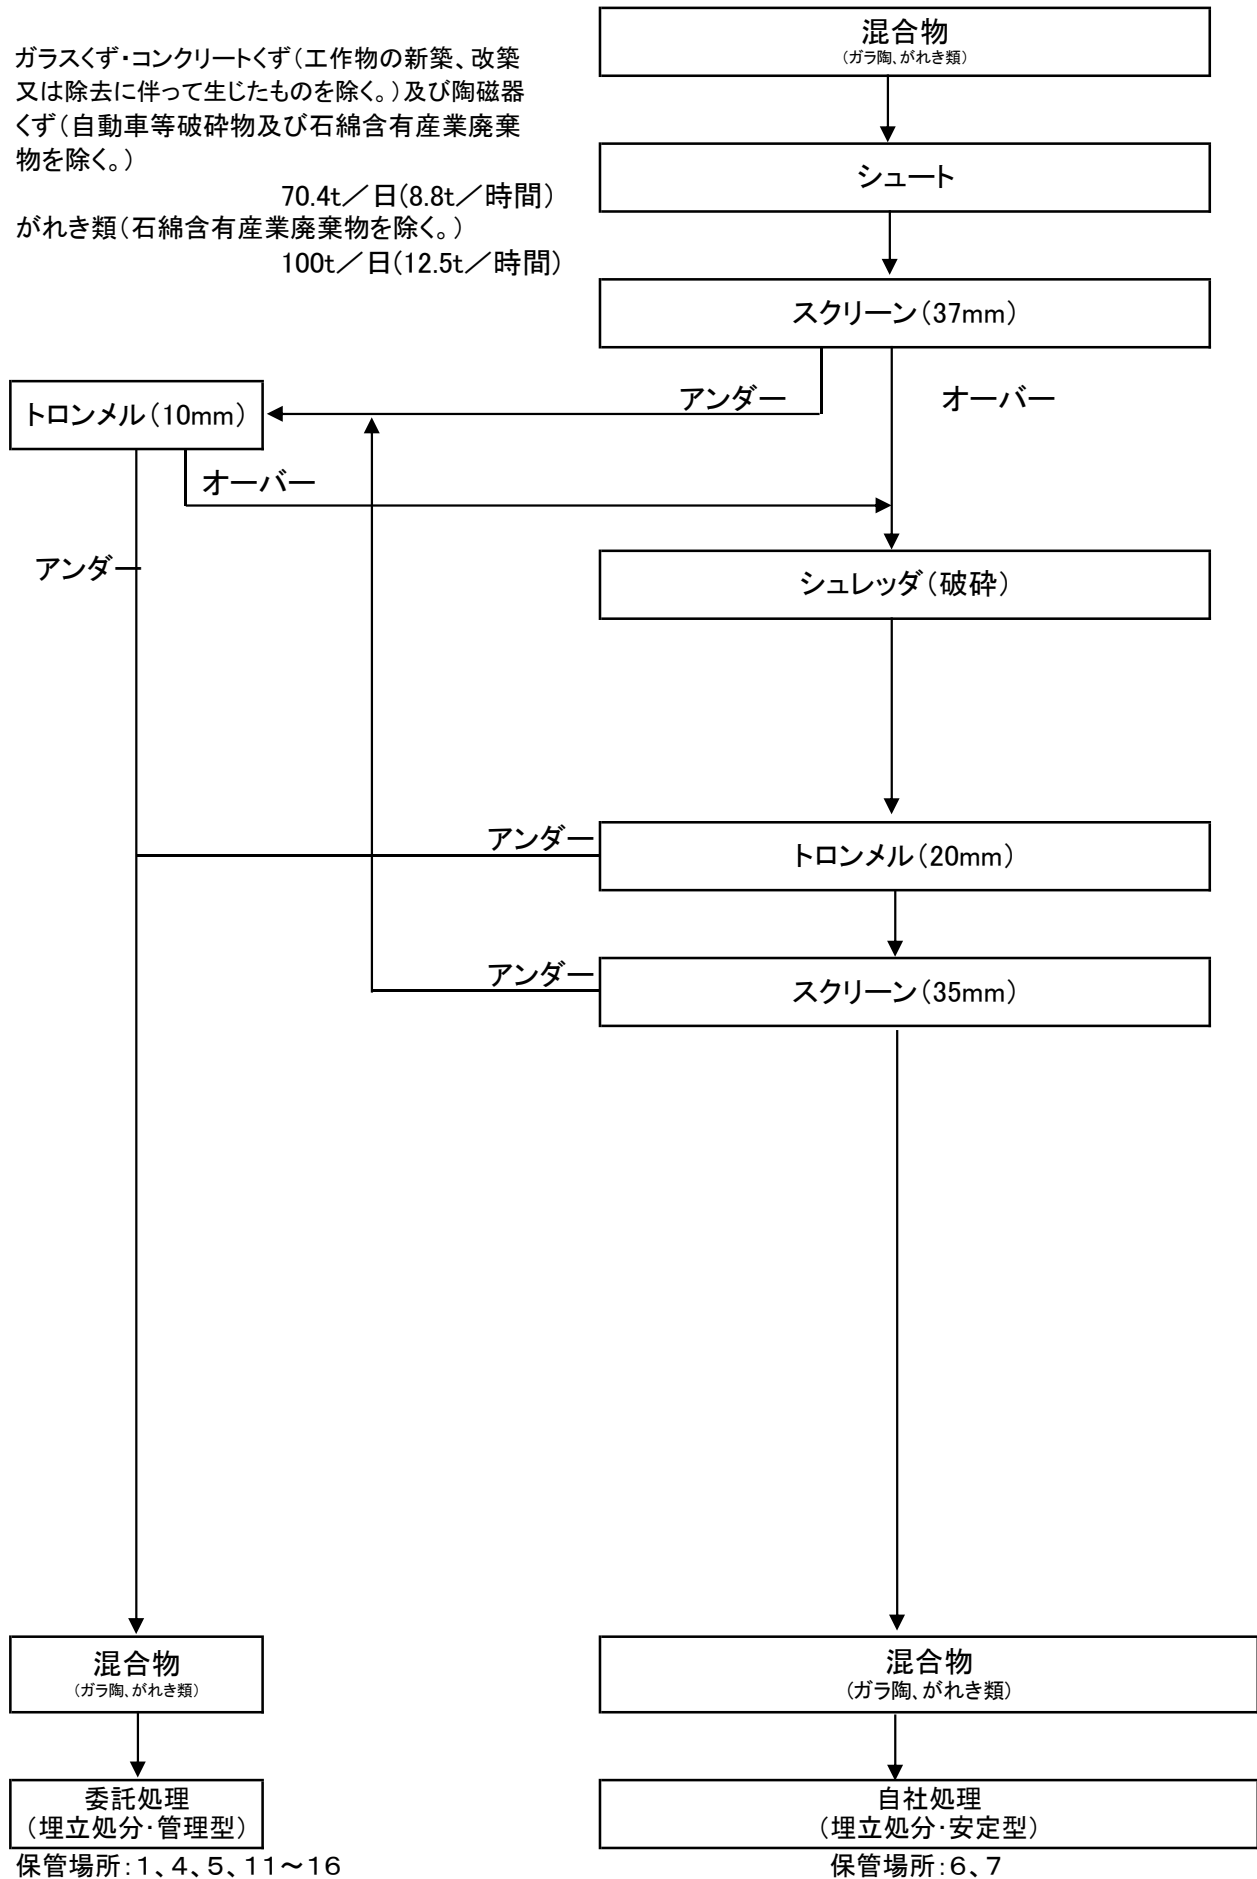 混合物
(ガラ陶、がれき類)
ガラスくず・コンクリートくず(工作物の新築、改築
又は除去に伴って生じたものを除く。)及び陶磁器
くず(自動車等破砕物及び石綿含有産業廃棄
物を除く。)
70.4t／日(8.8t／時間)
がれき類(石綿含有産業廃棄物を除く。)
100t／日(12.5t／時間)
シュート
スクリーン(37mm)
アンダー
オーバー
トロンメル(10mm)
オーバー
アンダー
シュレッダ(破砕)
アンダー
トロンメル(20mm)
アンダー
スクリーン(35mm)
混合物
(ガラ陶、がれき類)
混合物
(ガラ陶、がれき類)
委託処理
(埋立処分・管理型)
保管場所：1、4、5、11～16
自社処理
(埋立処分・安定型)
保管場所：6、7